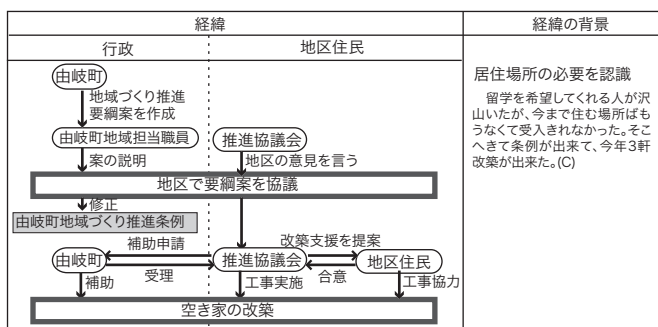 経緯
経緯の背景
行政
地区住民
由岐町
地域づくり推進
要綱案を作成
由岐町地域担当職員
案の説明
推進協議会
地区の意見を言う
地区で要綱案を協議
修正
由岐町地域づくり推進条例
補助申請
改築支援を提案
由岐町
推進協議会
地区住民
受理
合意
補助
工事実施
工事協力
空き家の改築
居住場所の必要を認識
留学を希望してくれる人が沢
山いたが、今まで住む場所ばも
うなくて受入きれなかった。そこ
へきて条例が出来て、今年3軒
改築が出来た。(C)